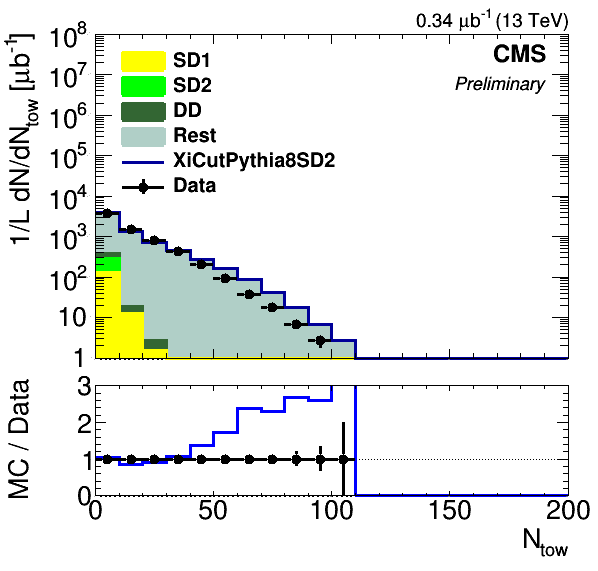 0.34 μb⁻¹ (13 TeV)
1/L dN/dN_tow [μb⁻¹]
10⁸
10⁷
10⁶
10⁵
10⁴
10³
10²
10
1
CMS
Preliminary
SD1
SD2
DD
Rest
XiCutPythia8SD2
Data
MC / Data
3
2
1
0
0 50 100 150 200
N_tow